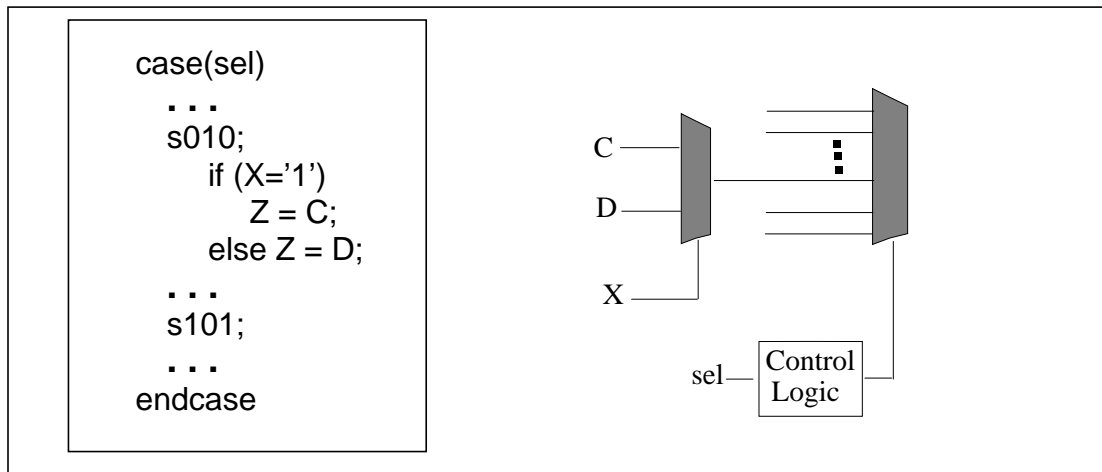 case(sel)
. . .
s010;
if (X=’1’)
Z = C;
else Z = D;
. . .
s101;
. . .
endcase
C
D
X
sel
Control
Logic